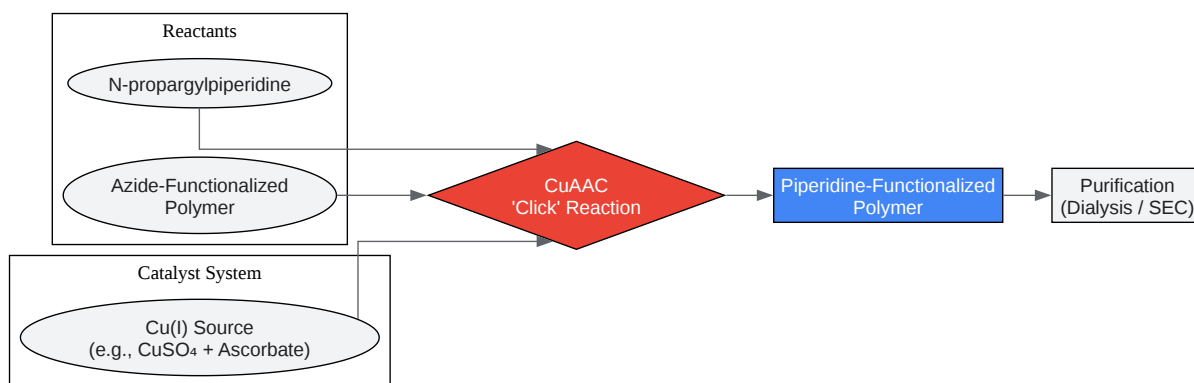 Reactants
N-propargylpiperidine
Azide-Functionalized
Polymer
CuAAC
'Click' Reaction
Piperidine-Functionalized
Polymer
Purification
(Dialysis / SEC)
Catalyst System
Cu(I) Source
(e.g., CuSO₄ + Ascorbate)